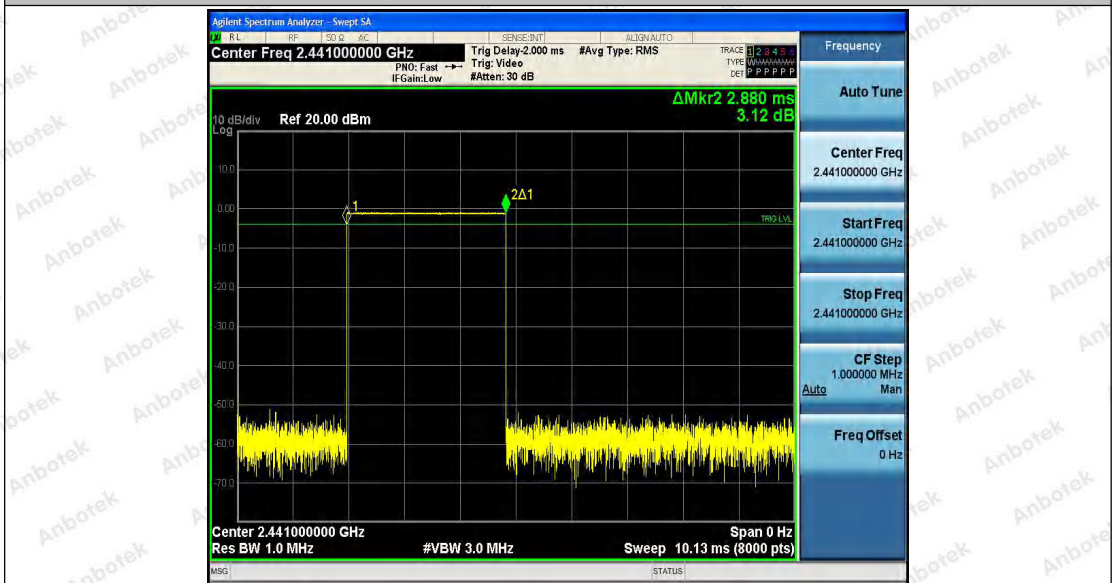 Agilent Spectrum Analyzer - Swept SA
RL RF 50 Ω AC SENSE:INT ALIGN AUTO
Center Freq 2.441000000 GHz
PNO: Fast
IFGain:Low
Trig Delay-2.000 ms
Trig: Video
#Atten: 30 dB
#Avg Type: RMS
TRACE 1 2 3 4 5 6
TYPE W
DET P P P P P P
ΔMkr2 2.880 ms
3.12 dB
10 dB/div Ref 20.00 dBm
Log
10.0
0.00
-10.0
-20.0
-30.0
-40.0
-50.0
-60.0
-70.0
1
2Δ1
TRIG LVL
Center 2.441000000 GHz
Span 0 Hz
Res BW 1.0 MHz
#VBW 3.0 MHz
Sweep 10.13 ms (8000 pts)
MSG
STATUS
Frequency
Auto Tune
Center Freq
2.441000000 GHz
Start Freq
2.441000000 GHz
Stop Freq
2.441000000 GHz
CF Step
1.000000 MHz
Auto Man
Freq Offset
0 Hz
Anbotek